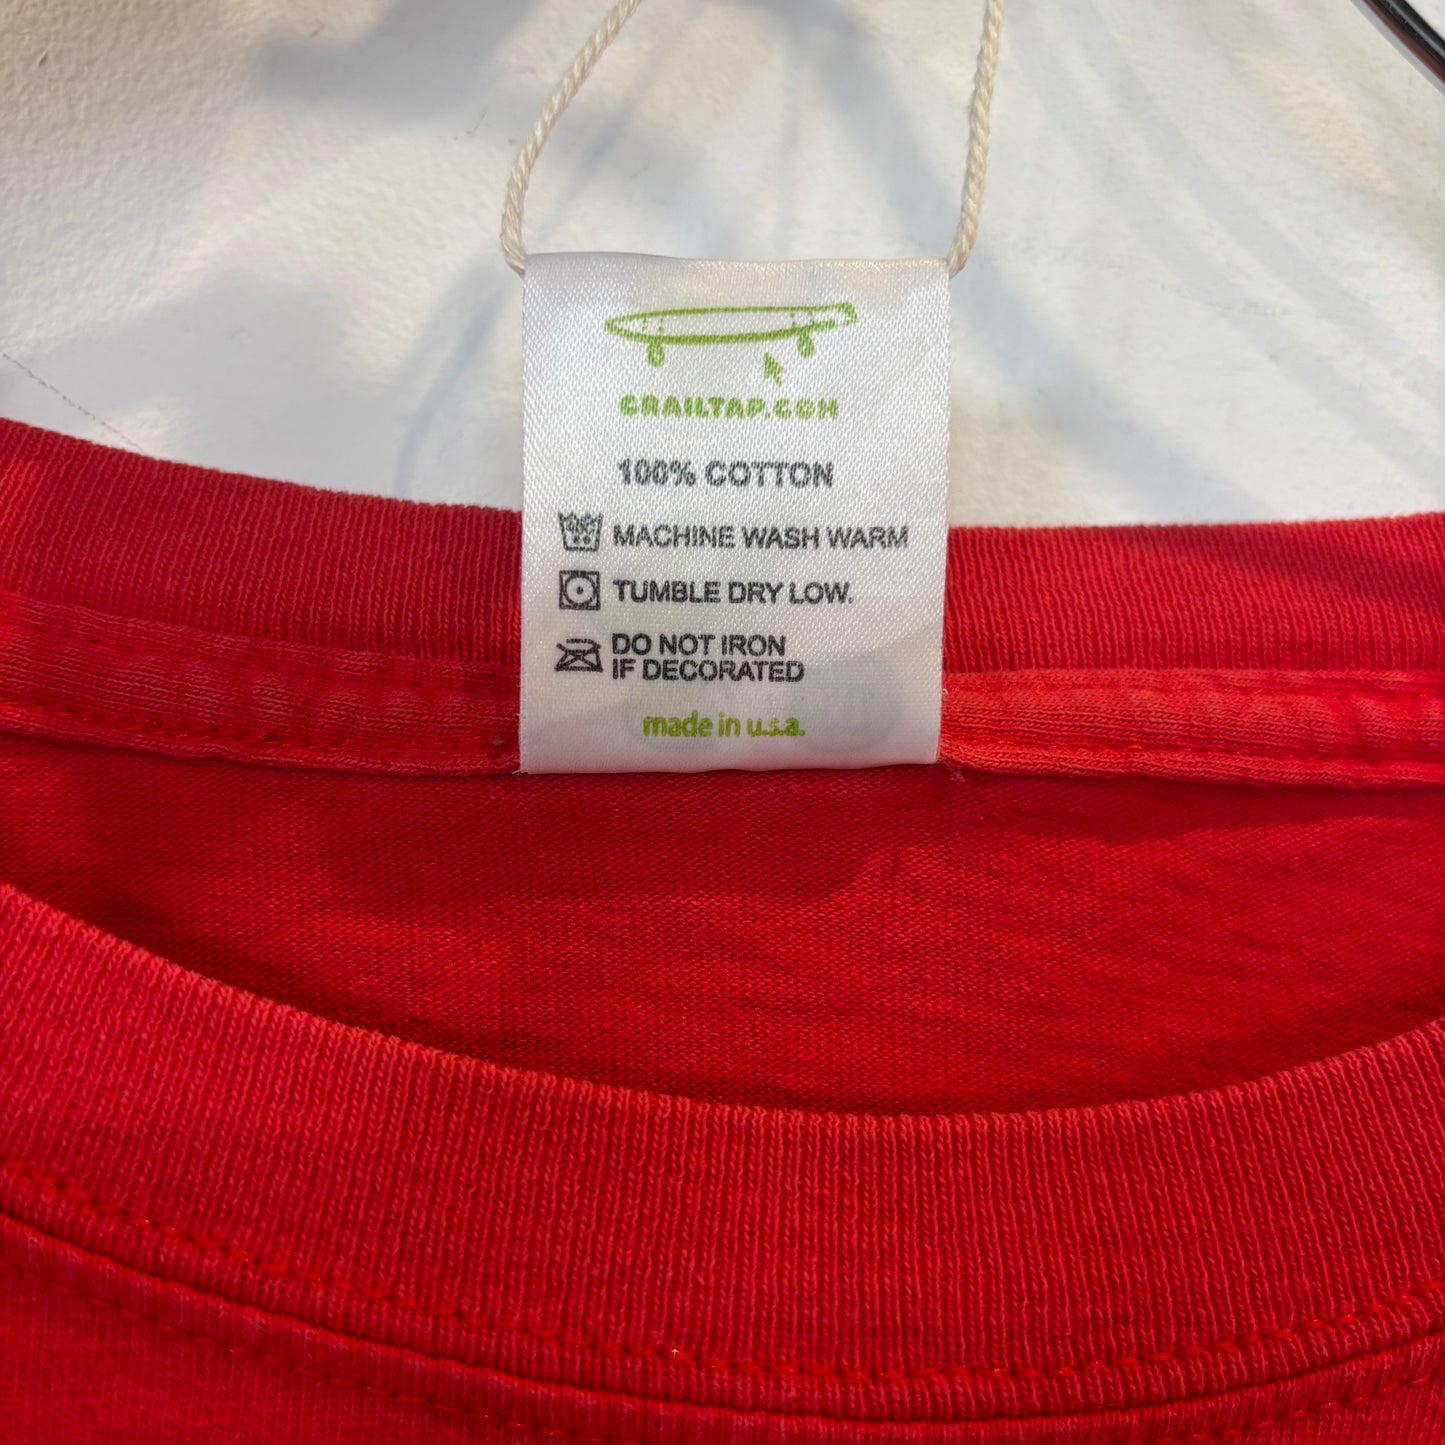 CRAILTAP.COM
100% COTTON
MACHINE WASH WARM
TUMBLE DRY LOW.
DO NOT IRON
IF DECORATED
made in u.s.a.